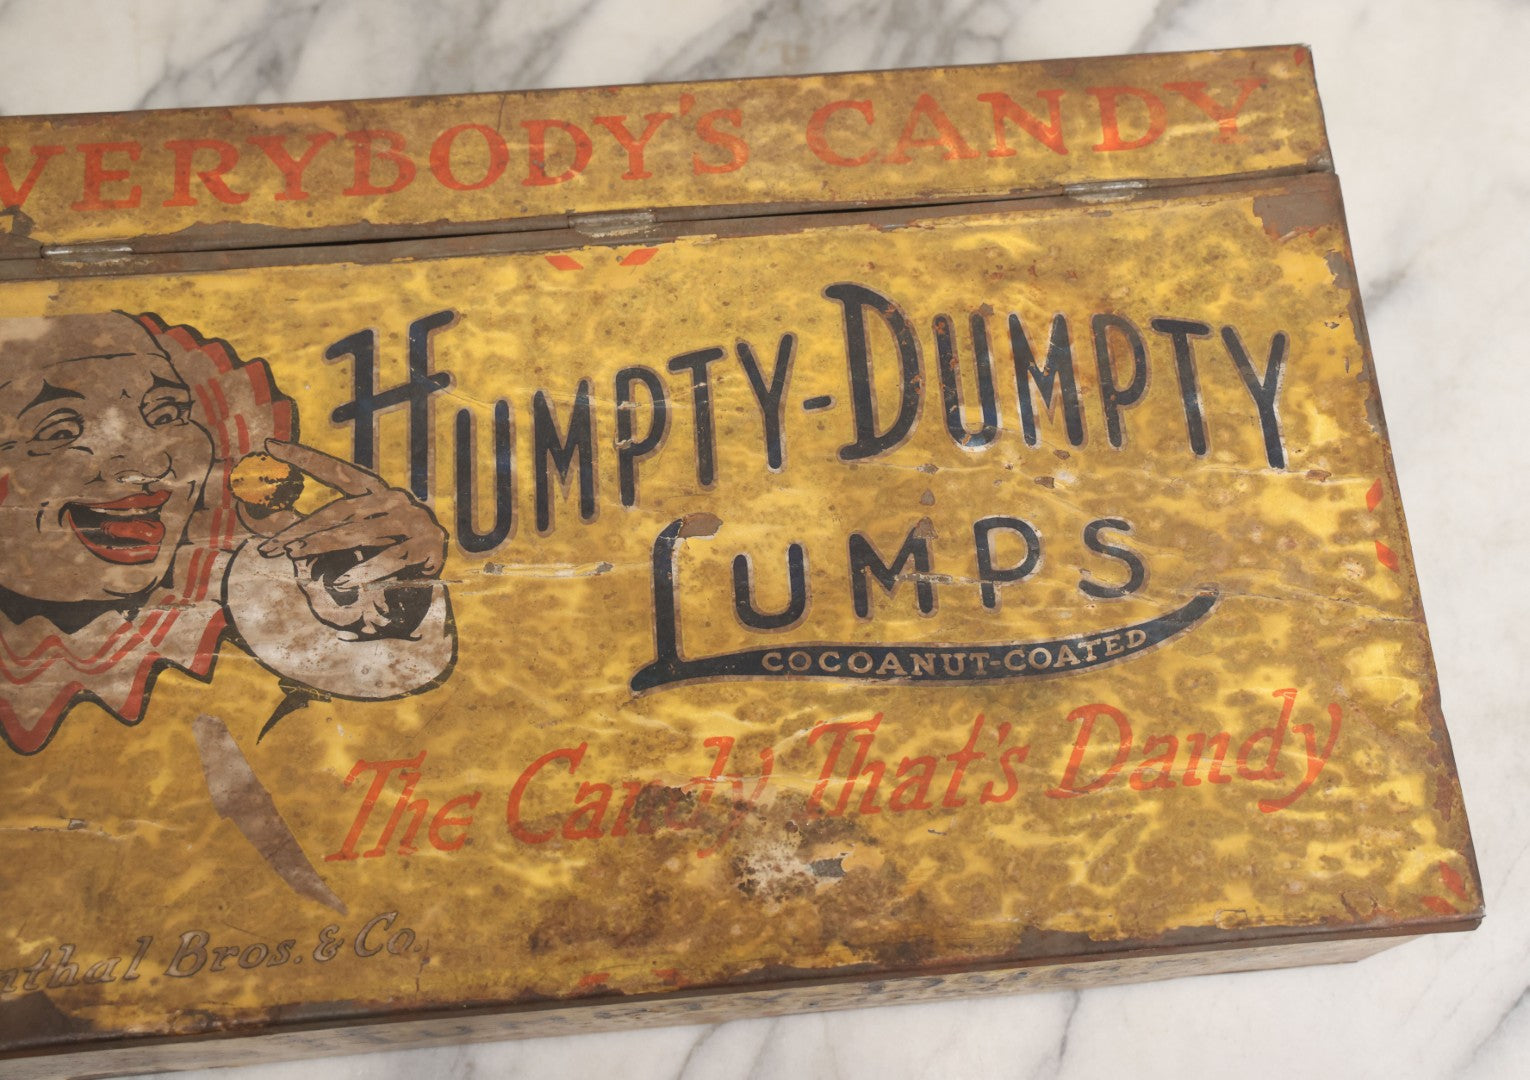 VERYBODY'S CANDY
HUMPTY-DUMPTY
LUMPS
COCOANUT-COATED
The Candy That's Dandy
nthal Bros. & Co.